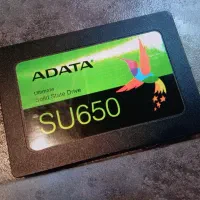 ADATA
Ultimate
Solid State Drive
SU650